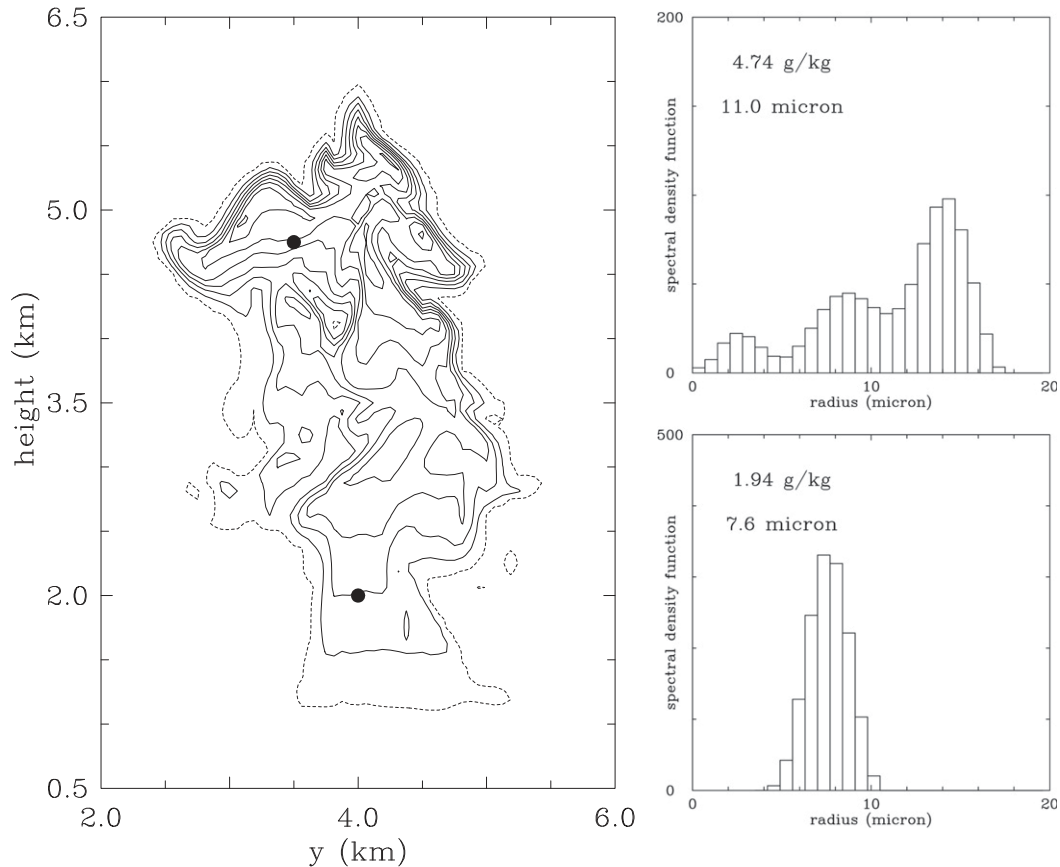 6.5
5.0
3.5
2.0
0.5
height (km)
2.0 4.0 6.0
y (km)
200
4.74 g/kg
11.0 micron
spectral density function
0
0 10 20
radius (micron)
500
1.94 g/kg
7.6 micron
spectral density function
0
0 10 20
radius (micron)